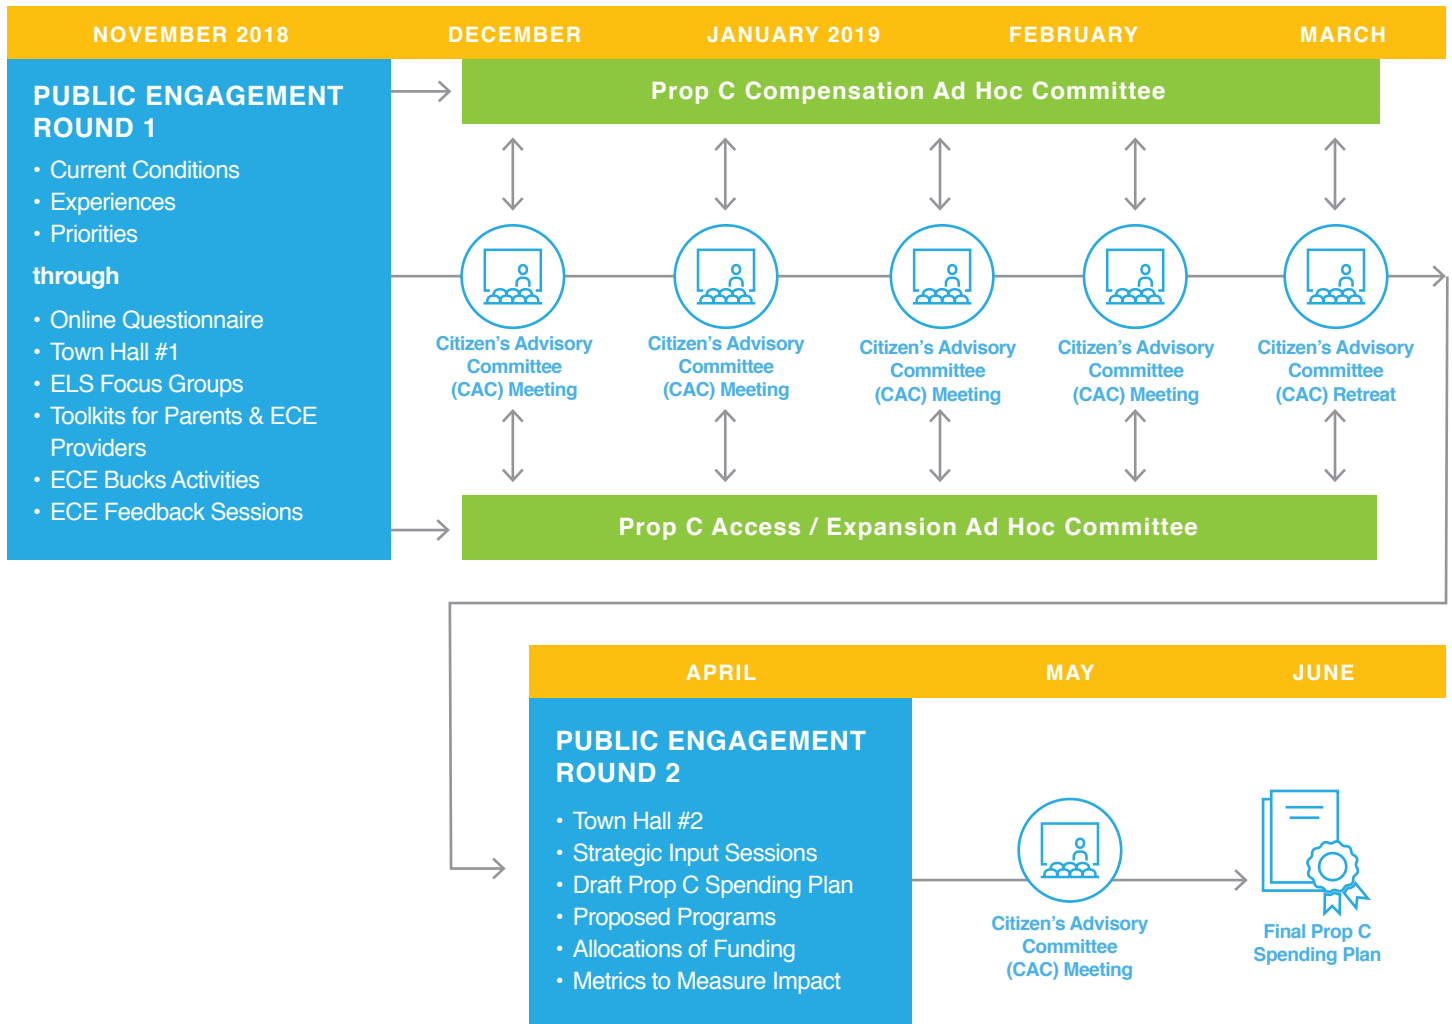 NOVEMBER 2018
DECEMBER
JANUARY 2019
FEBRUARY
MARCH
PUBLIC ENGAGEMENT
ROUND 1
• Current Conditions
• Experiences
• Priorities
through
• Online Questionnaire
• Town Hall #1
• ELS Focus Groups
• Toolkits for Parents & ECE
Providers
• ECE Bucks Activities
• ECE Feedback Sessions
Prop C Compensation Ad Hoc Committee
Citizen's Advisory
Committee
(CAC) Meeting
Citizen's Advisory
Committee
(CAC) Meeting
Citizen's Advisory
Committee
(CAC) Meeting
Citizen's Advisory
Committee
(CAC) Meeting
Citizen's Advisory
Committee
(CAC) Retreat
Prop C Access / Expansion Ad Hoc Committee
APRIL
MAY
JUNE
PUBLIC ENGAGEMENT
ROUND 2
• Town Hall #2
• Strategic Input Sessions
• Draft Prop C Spending Plan
• Proposed Programs
• Allocations of Funding
• Metrics to Measure Impact
Citizen's Advisory
Committee
(CAC) Meeting
Final Prop C
Spending Plan